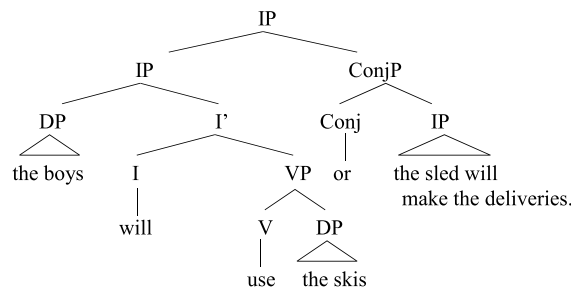 IP
IP ConjP
DP I’ Conj IP
the boys I VP or the sled will
make the deliveries.
will V DP
use the skis